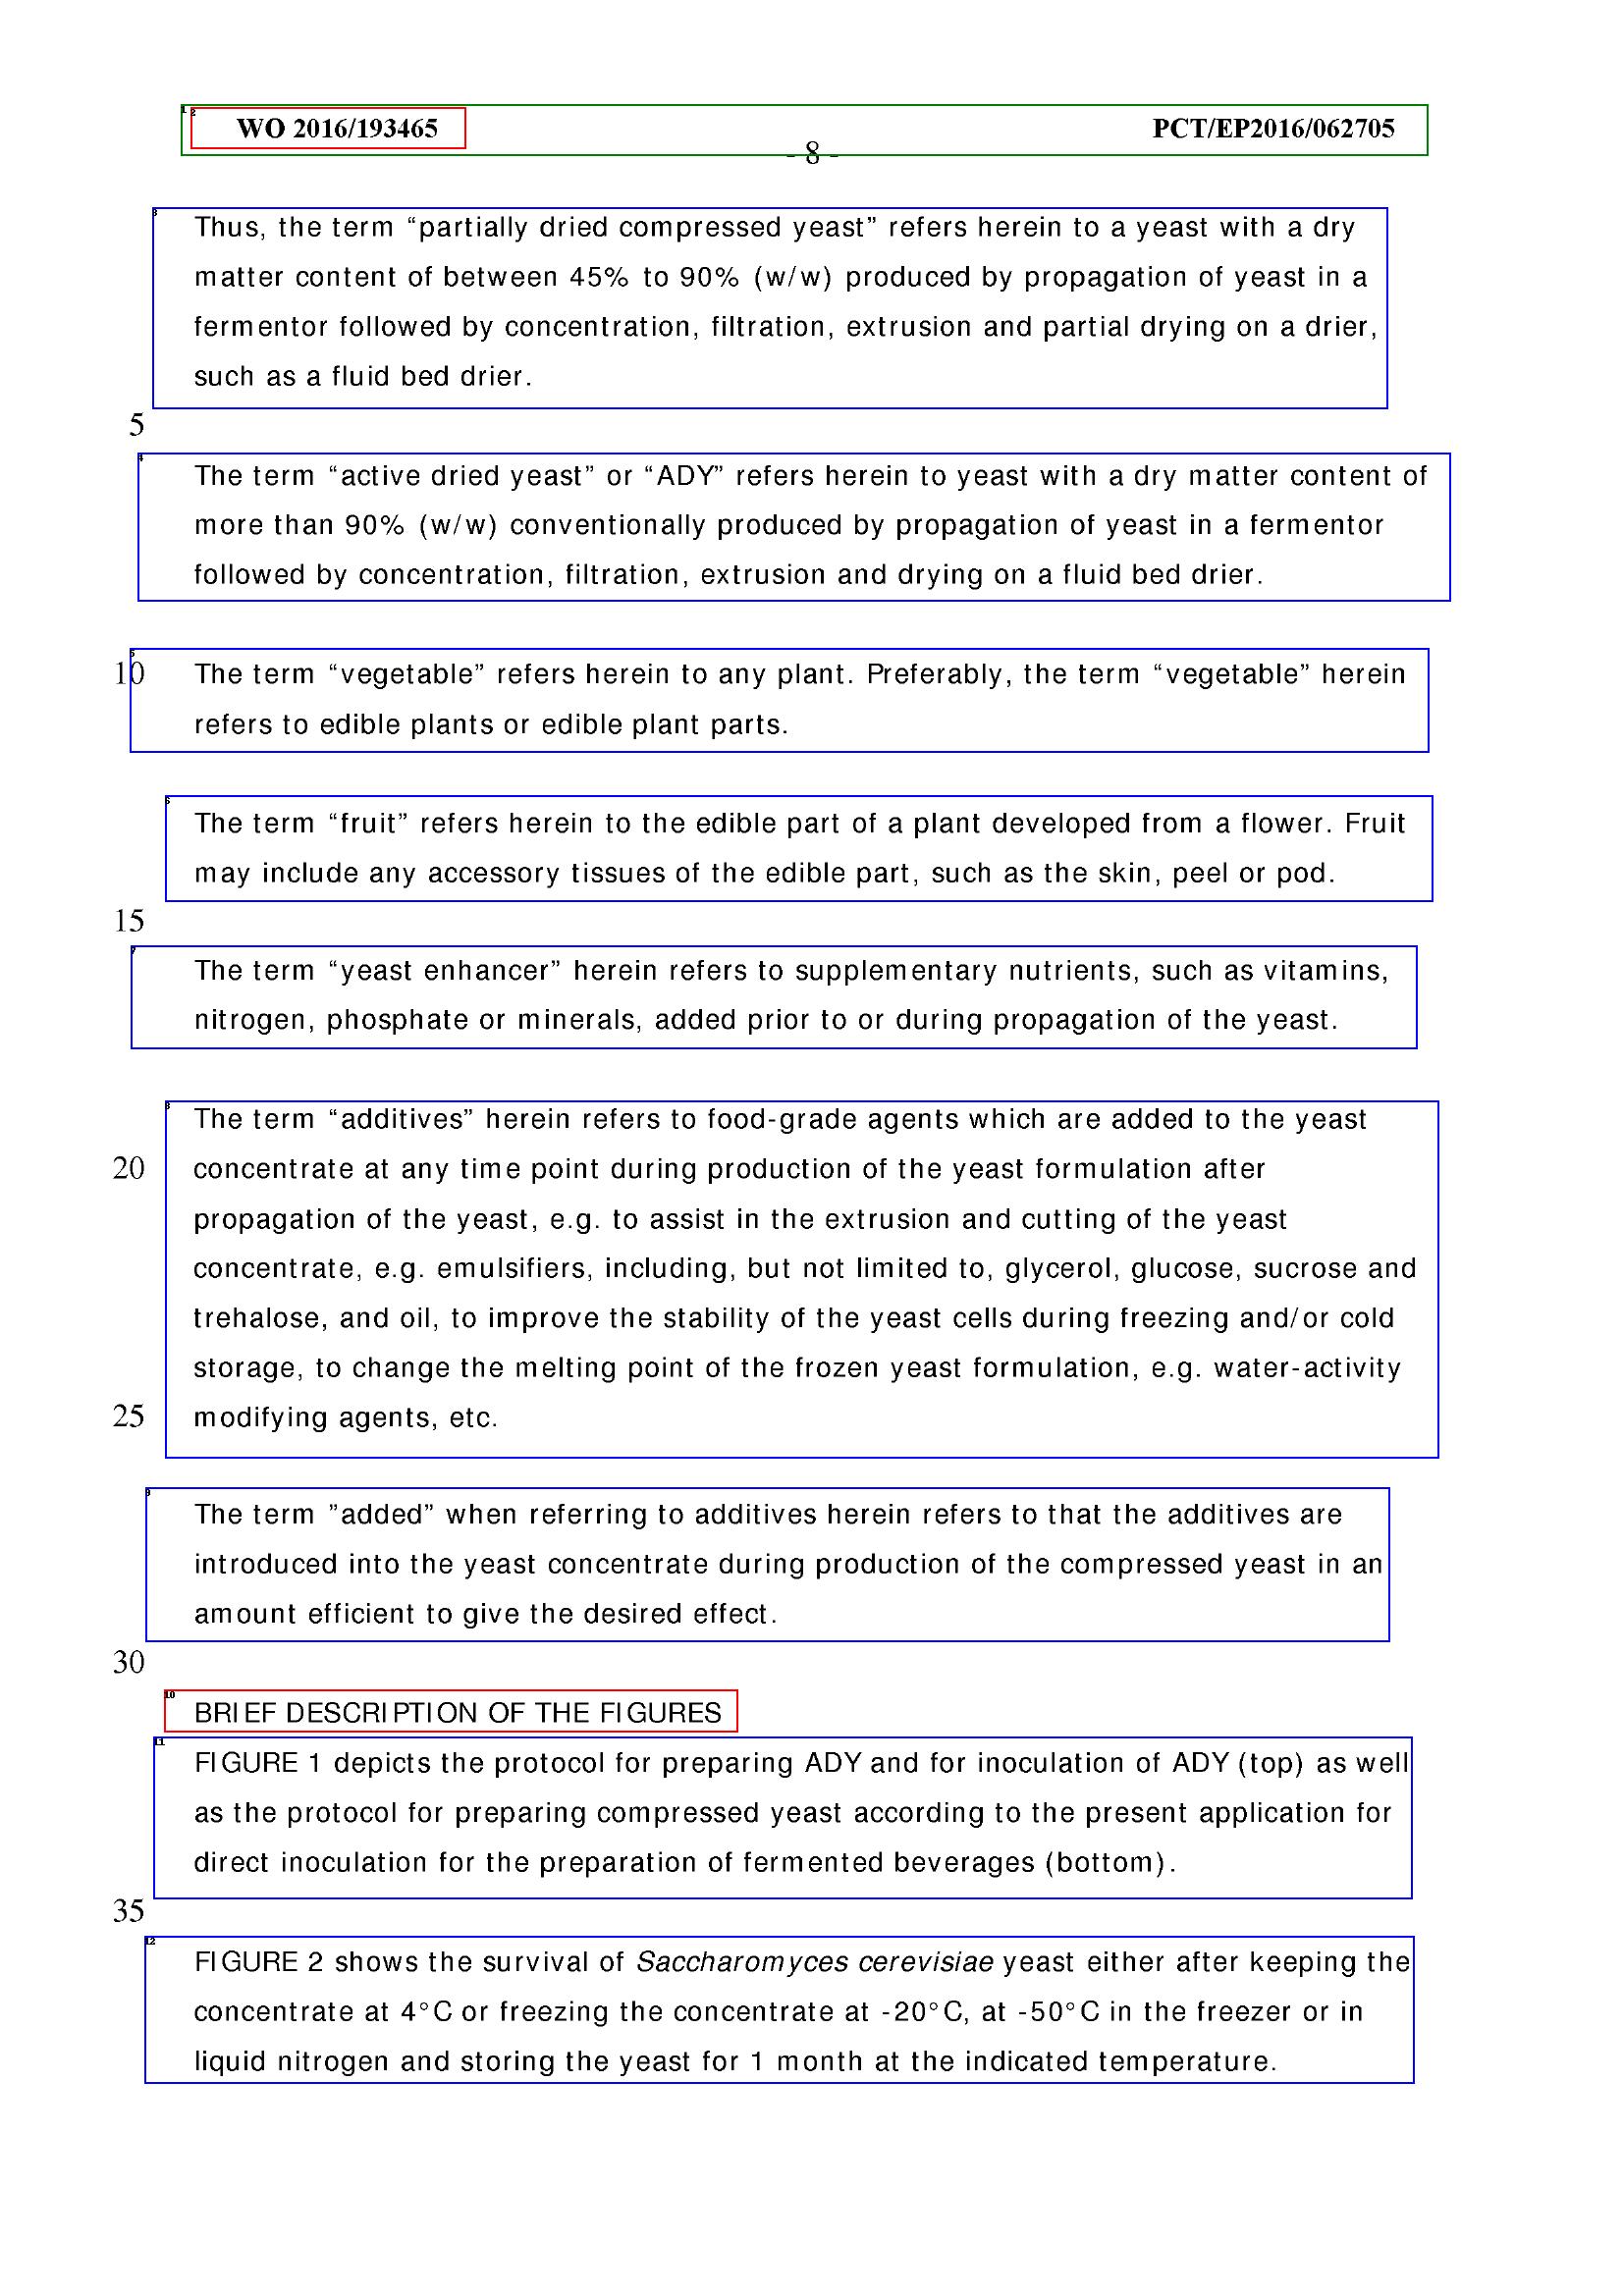 WO 2016/193465 PCT/EP2016/062705
- 8 -
Thus, the term “partially dried compressed yeast” refers herein to a yeast with a dry
matter content of between 45% to 90% (w/w) produced by propagation of yeast in a
fermentor followed by concentration, filtration, extrusion and partial drying on a drier,
such as a fluid bed drier.
5
The term “active dried yeast” or “ADY” refers herein to yeast with a dry matter content of
more than 90% (w/w) conventionally produced by propagation of yeast in a fermentor
followed by concentration, filtration, extrusion and drying on a fluid bed drier.
10 The term “vegetable” refers herein to any plant. Preferably, the term “vegetable” herein
refers to edible plants or edible plant parts.
The term “fruit” refers herein to the edible part of a plant developed from a flower. Fruit
may include any accessory tissues of the edible part, such as the skin, peel or pod.
15
The term “yeast enhancer” herein refers to supplementary nutrients, such as vitamins,
nitrogen, phosphate or minerals, added prior to or during propagation of the yeast.
The term “additives” herein refers to food-grade agents which are added to the yeast
20 concentrate at any time point during production of the yeast formulation after
propagation of the yeast, e.g. to assist in the extrusion and cutting of the yeast
concentrate, e.g. emulsifiers, including, but not limited to, glycerol, glucose, sucrose and
trehalose, and oil, to improve the stability of the yeast cells during freezing and/or cold
storage, to change the melting point of the frozen yeast formulation, e.g. water-activity
25 modifying agents, etc.
The term ”added” when referring to additives herein refers to that the additives are
introduced into the yeast concentrate during production of the compressed yeast in an
amount efficient to give the desired effect.
30
BRIEF DESCRIPTION OF THE FIGURES
FIGURE 1 depicts the protocol for preparing ADY and for inoculation of ADY (top) as well
as the protocol for preparing compressed yeast according to the present application for
direct inoculation for the preparation of fermented beverages (bottom).
35
FIGURE 2 shows the survival of Saccharomyces cerevisiae yeast either after keeping the
concentrate at 4°C or freezing the concentrate at -20°C, at -50°C in the freezer or in
liquid nitrogen and storing the yeast for 1 month at the indicated temperature.